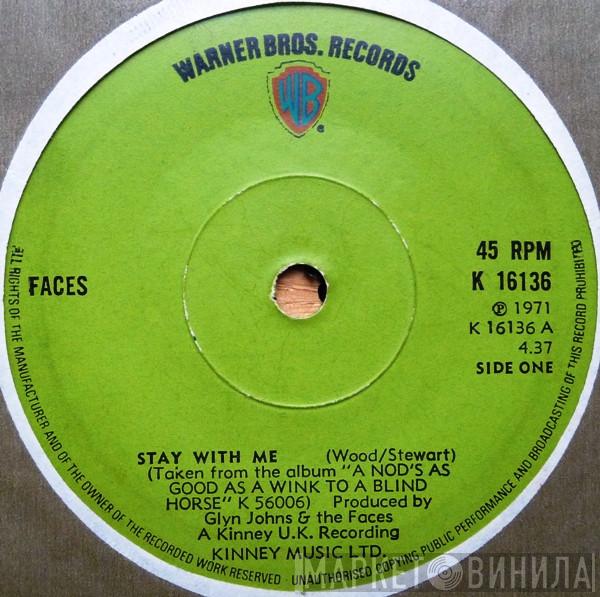 WARNER BROS. RECORDS
WB
®
FACES
45 RPM
K 16136
℗ 1971
K 16136 A
4.37
SIDE ONE
STAY WITH ME (Wood/Stewart)
(Taken from the album "A NOD'S AS
GOOD AS A WINK TO A BLIND
HORSE" K 56006) Produced by
Glyn Johns & the Faces
A Kinney U.K. Recording
KINNEY MUSIC LTD.
ALL RIGHTS OF THE MANUFACTURER AND OF THE OWNER OF THE RECORDED WORK RESERVED - UNAUTHORISED COPYING PUBLIC PERFORMANCE AND BROADCASTING OF THIS RECORD PROHIBITED
МАРКЕТ ВИНИЛА